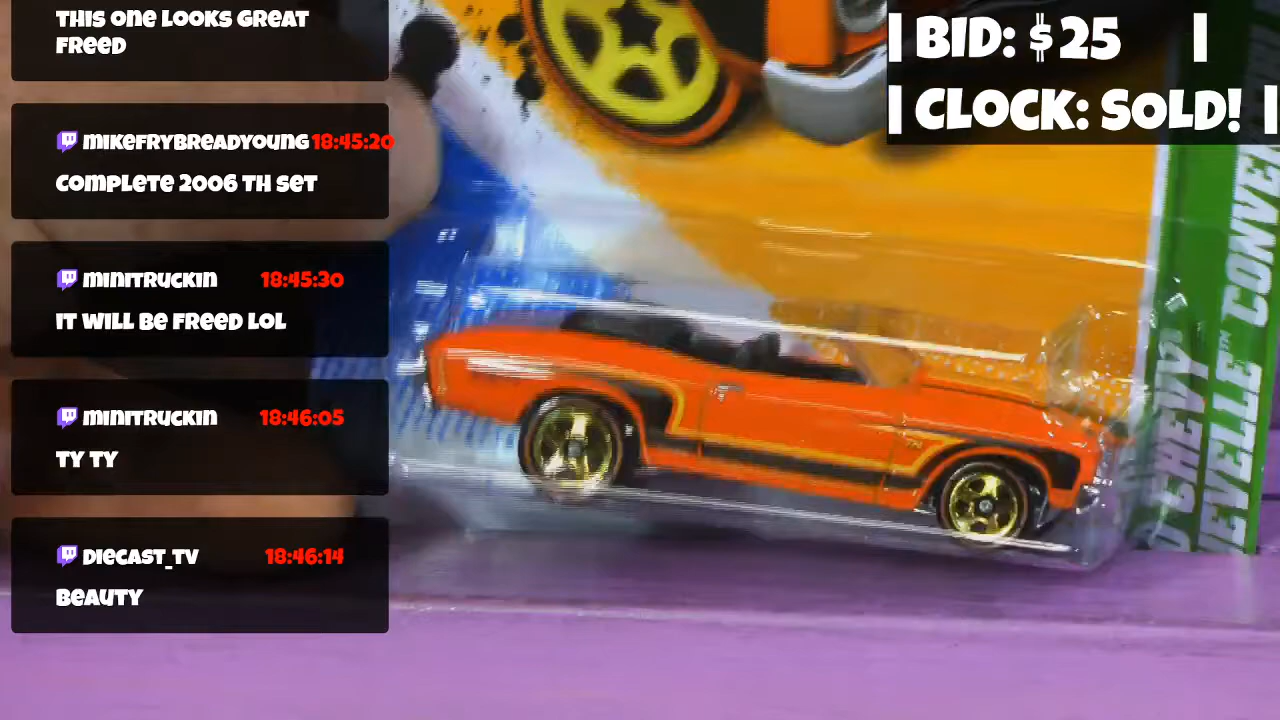 THIS ONE LOOKS GREAT
FREED
mikefrybreadyoung 18:45:20
complete 2006 TH set
minitruckin 18:45:30
IT WILL BE FREED LOL
minitruckin 18:46:05
TY TY
Diecast_TV 18:46:14
BEAUTY
| BID: $25 |
| CLOCK: SOLD! |
CHEVY